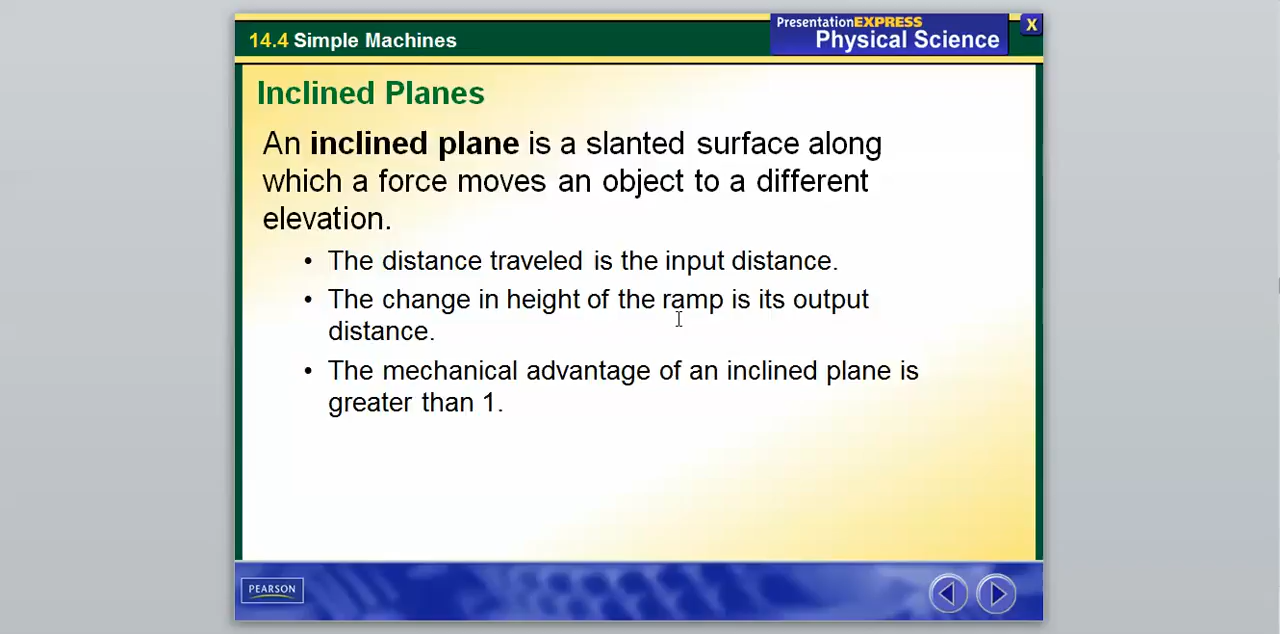 PresentationEXPRESS
Physical Science
X
14.4 Simple Machines
Inclined Planes
An inclined plane is a slanted surface along
which a force moves an object to a different
elevation.
• The distance traveled is the input distance.
• The change in height of the ramp is its output
distance.
• The mechanical advantage of an inclined plane is
greater than 1.
PEARSON